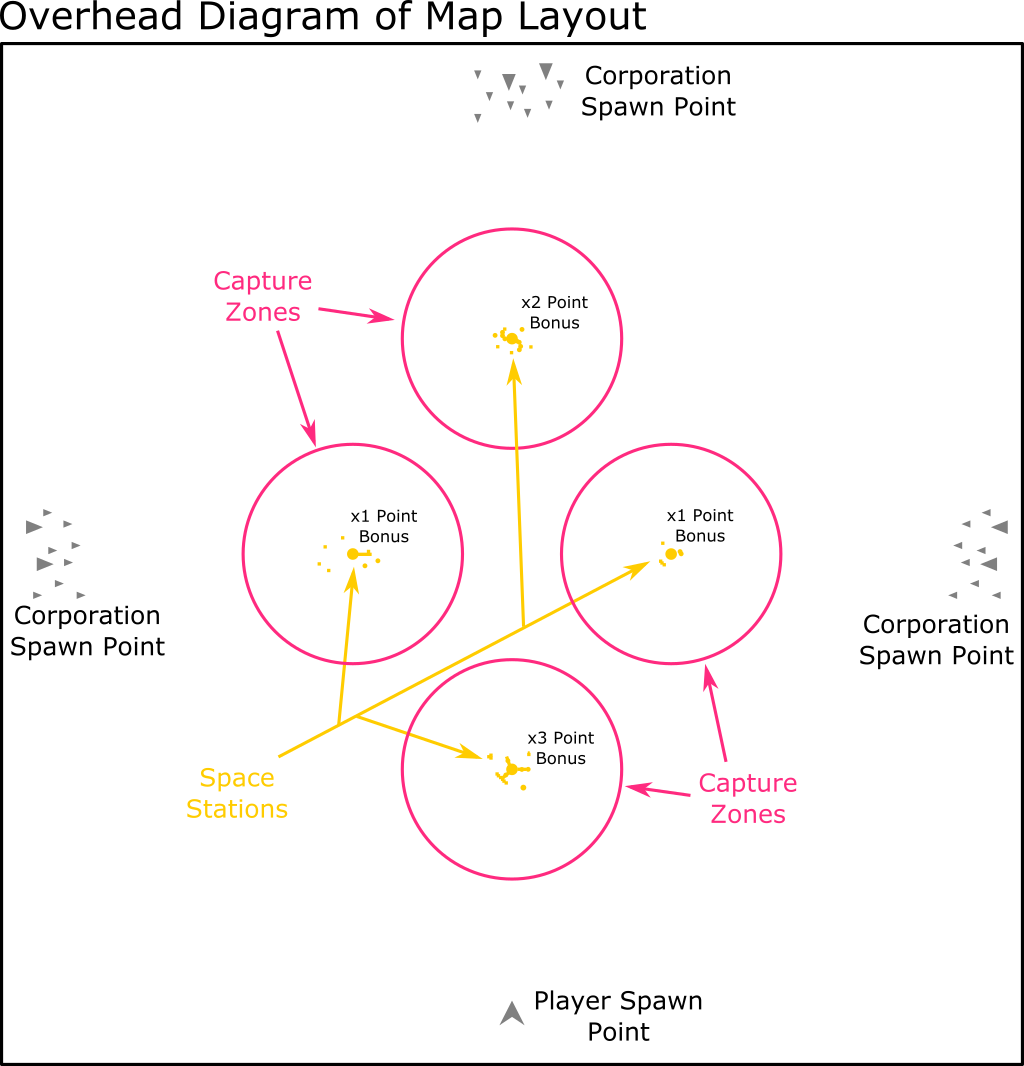 Overhead Diagram of Map Layout
Corporation
Spawn Point
Capture
Zones
x2 Point
Bonus
x1 Point
Bonus
x1 Point
Bonus
Corporation
Spawn Point
Corporation
Spawn Point
x3 Point
Bonus
Space
Stations
Capture
Zones
Player Spawn
Point